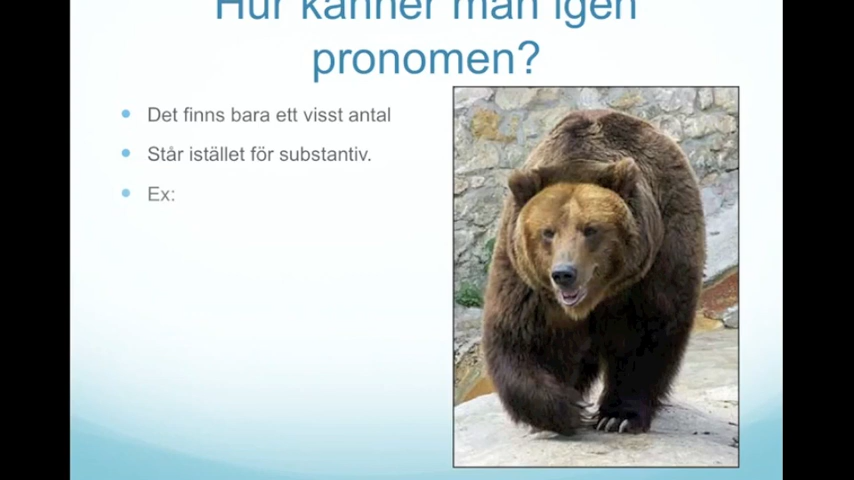 Hur känner man igen
pronomen?
Det finns bara ett visst antal
Står istället för substantiv.
Ex: